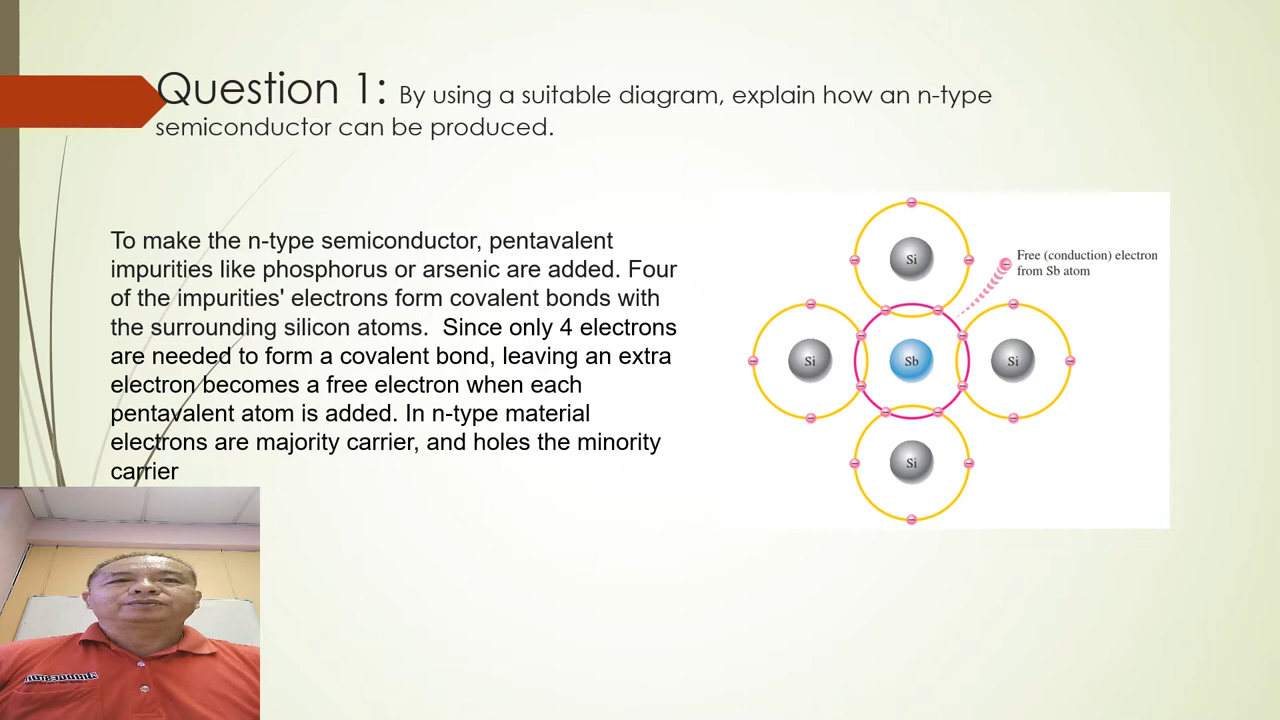 Question 1: By using a suitable diagram, explain how an n-type
semiconductor can be produced.
To make the n-type semiconductor, pentavalent
impurities like phosphorus or arsenic are added. Four
of the impurities' electrons form covalent bonds with
the surrounding silicon atoms.  Since only 4 electrons
are needed to form a covalent bond, leaving an extra
electron becomes a free electron when each
pentavalent atom is added. In n-type material
electrons are majority carrier, and holes the minority
carrier
Si
Free (conduction) electron
from Sb atom
Si
Sb
Si
Si